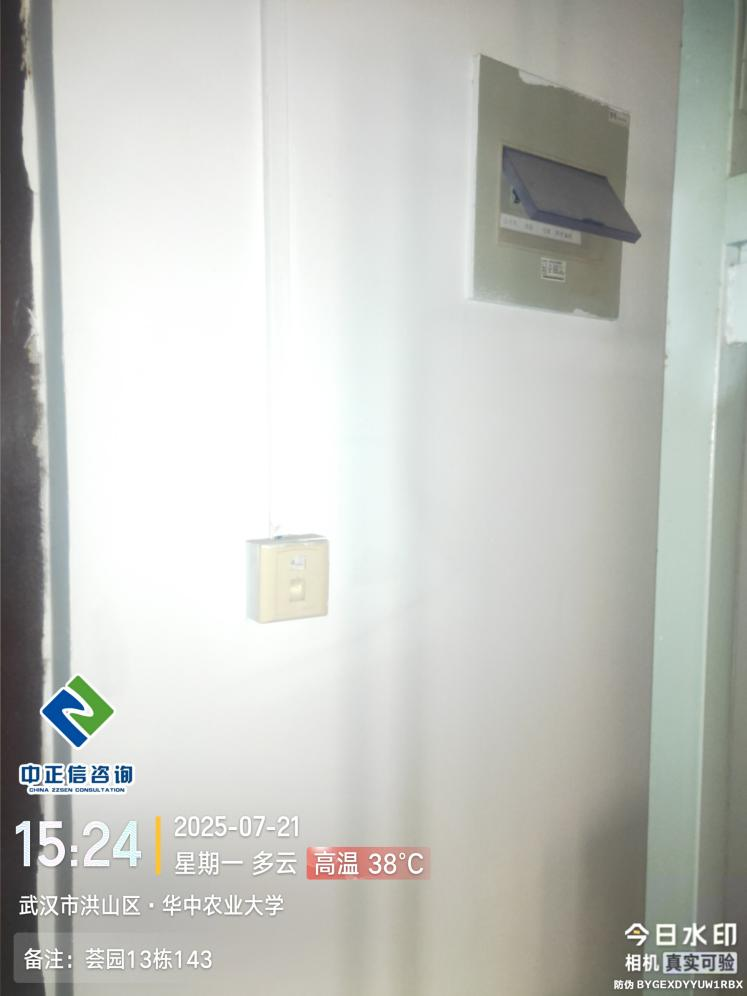 中正信咨询
CHINA ZZSEN CONSULTATION
15:24
2025-07-21
星期一 多云 高温 38°C
武汉市洪山区·华中农业大学
备注：荟园13栋143
今日水印
相机 真实可验
防伪 BYGEXDYYUW1RBX